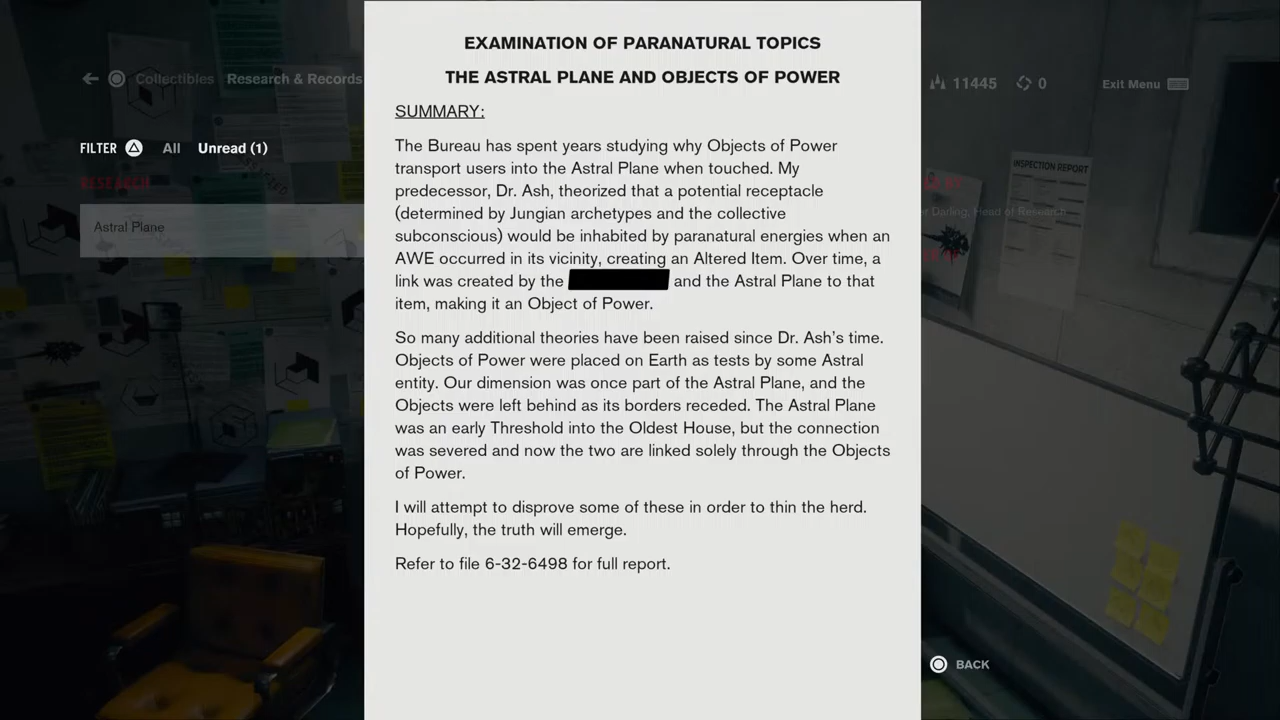 EXAMINATION OF PARANATURAL TOPICS
THE ASTRAL PLANE AND OBJECTS OF POWER
SUMMARY:
The Bureau has spent years studying why Objects of Power
transport users into the Astral Plane when touched. My
predecessor, Dr. Ash, theorized that a potential receptacle
(determined by Jungian archetypes and the collective
subconscious) would be inhabited by paranatural energies when an
AWE occurred in its vicinity, creating an Altered Item. Over time, a
link was created by the and the Astral Plane to that
item, making it an Object of Power.
So many additional theories have been raised since Dr. Ash's time.
Objects of Power were placed on Earth as tests by some Astral
entity. Our dimension was once part of the Astral Plane, and the
Objects were left behind as its borders receded. The Astral Plane
was an early Threshold into the Oldest House, but the connection
was severed and now the two are linked solely through the Objects
of Power.
I will attempt to disprove some of these in order to thin the herd.
Hopefully, the truth will emerge.
Refer to file 6-32-6498 for full report.
Collectibles Research & Records
FILTER All Unread (1)
RESEARCH
Astral Plane
11445 0 Exit Menu
INSPECTION REPORT
Darling, Head of Research
BACK